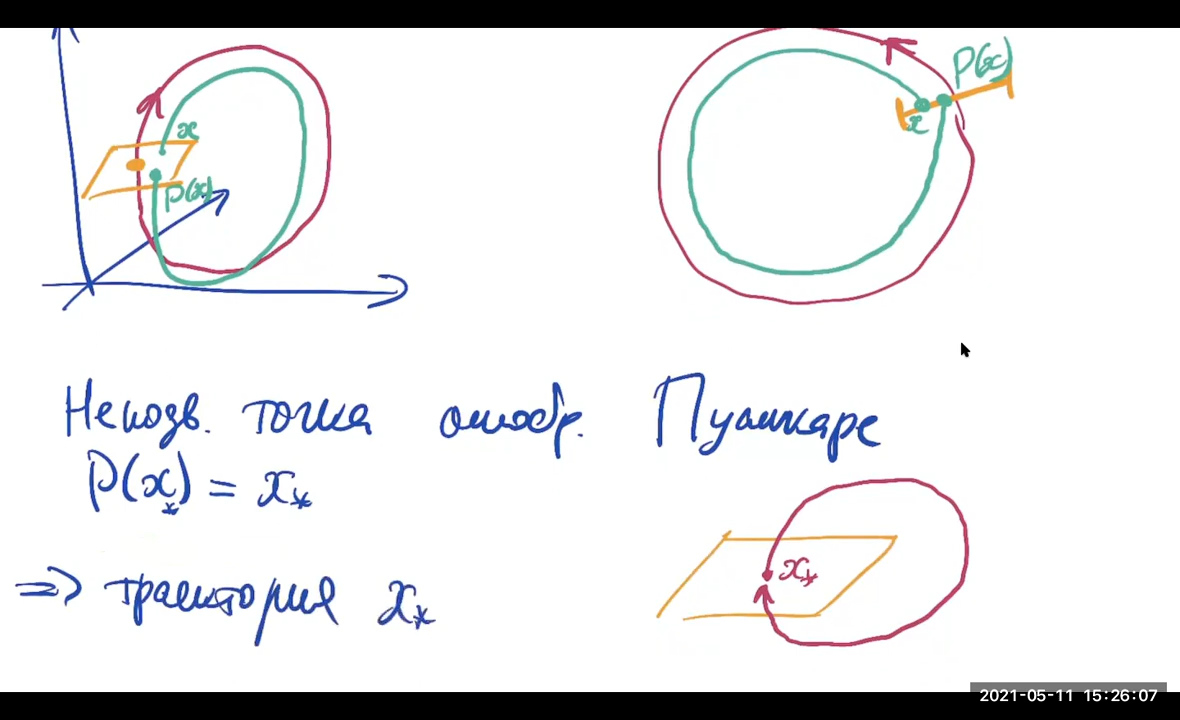 P(x)
x
x
P(x)
Неподв. точка отобр. Пуанкаре
P(x*) = x*
x*
=> траектория x*
2021-05-11 15:26:07